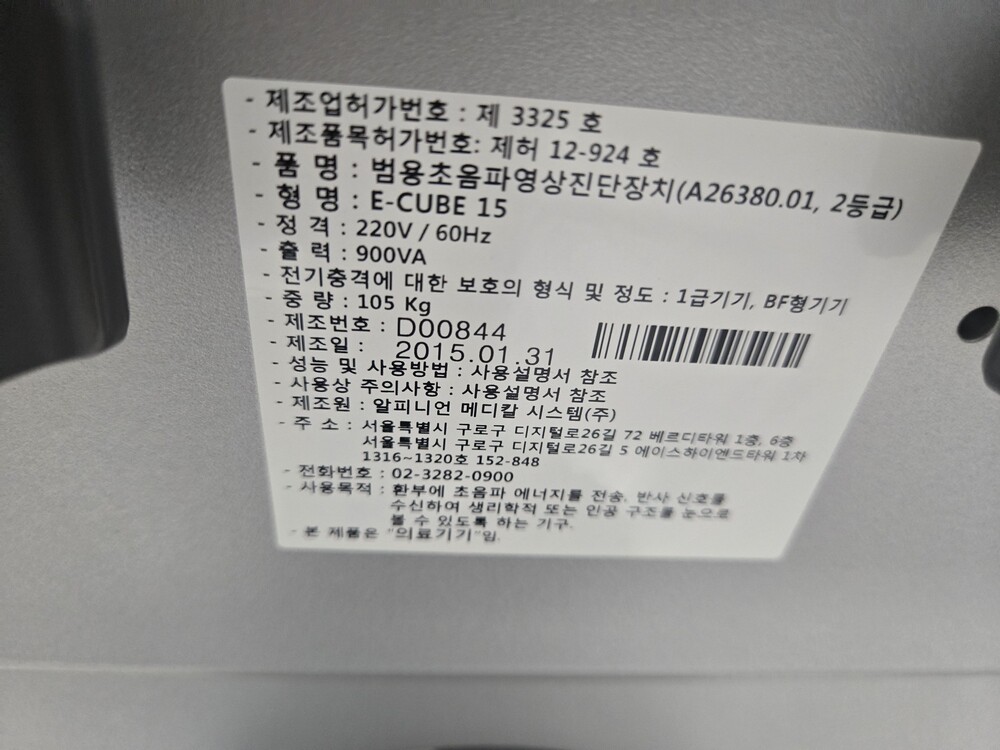 - 제조업허가번호 : 제 3325 호
- 제조품목허가번호: 제허 12-924 호
- 품 명 : 범용초음파영상진단장치(A26380.01, 2등급)
- 형 명 : E-CUBE 15
- 정 격 : 220V / 60Hz
- 출 력 : 900VA
- 전기충격에 대한 보호의 형식 및 정도 : 1급기기, BF형기기
- 중 량 : 105 Kg
- 제조번호 : D00844
- 제조일 : 2015.01.31
- 성능 및 사용방법 : 사용설명서 참조
- 사용상 주의사항 : 사용설명서 참조
- 제조원 : 알피니언 메디칼 시스템(주)
- 주 소 : 서울특별시 구로구 디지털로26길 72 베르디타워 1층, 6층
서울특별시 구로구 디지털로26길 5 에이스하이엔드타워 1차
1316~1320호 152-848
- 전화번호 : 02-3282-0900
- 사용목적 : 환부에 초음파 에너지를 전송, 반사 신호를
수신하여 생리학적 또는 인공 구조를 눈으로
볼 수 있도록 하는 기구.
- 본 제품은 "의료기기"임.